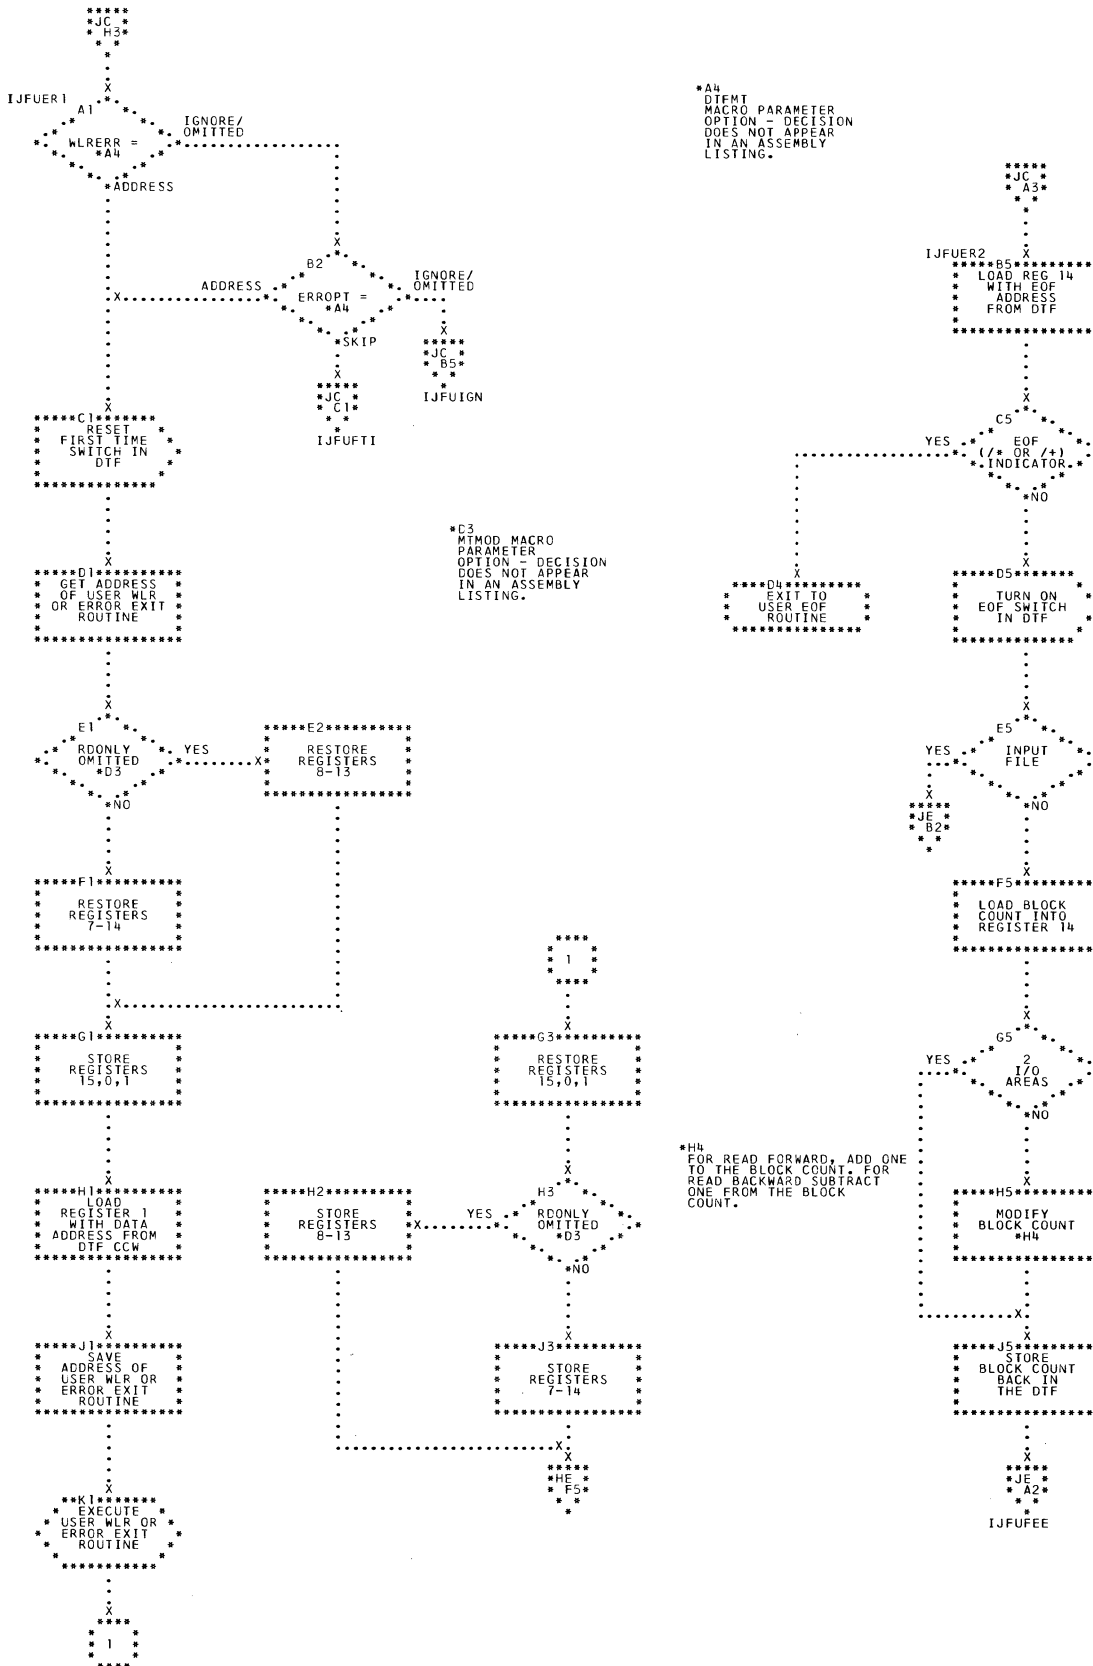 JC
H3
IJFUER1
A1
WLRERR =
*A4
IGNORE/
OMITTED
ADDRESS
B2
ERROPT =
*A4
ADDRESS
IGNORE/
OMITTED
SKIP
JC
B5
IJFUIGN
JC
C1
IJFUFTI
C1
RESET
FIRST TIME
SWITCH IN
DTF
D1
GET ADDRESS
OF USER WLR
OR ERROR EXIT
ROUTINE
E1
RDONLY
OMITTED
*D3
YES
NO
E2
RESTORE
REGISTERS
8-13
F1
RESTORE
REGISTERS
7-14
G1
STORE
REGISTERS
15,0,1
H1
LOAD
REGISTER 1
WITH DATA
ADDRESS FROM
DTF CCW
J1
SAVE
ADDRESS OF
USER WLR OR
ERROR EXIT
ROUTINE
K1
EXECUTE
USER WLR OR
ERROR EXIT
ROUTINE
1
*D3
MTMOD MACRO
PARAMETER
OPTION - DECISION
DOES NOT APPEAR
IN AN ASSEMBLY
LISTING.
1
G3
RESTORE
REGISTERS
15,0,1
H3
RDONLY
OMITTED
*D3
YES
NO
H2
STORE
REGISTERS
8-13
J3
STORE
REGISTERS
7-14
HE
F5
*A4
DTFMT
MACRO PARAMETER
OPTION - DECISION
DOES NOT APPEAR
IN AN ASSEMBLY
LISTING.
JC
A3
IJFUER2
B5
LOAD REG 14
WITH EOF
ADDRESS
FROM DTF
C5
EOF
(/* OR /+)
INDICATOR
YES
NO
D4
EXIT TO
USER EOF
ROUTINE
D5
TURN ON
EOF SWITCH
IN DTF
E5
INPUT
FILE
YES
NO
JE
B2
F5
LOAD BLOCK
COUNT INTO
REGISTER 14
G5
2
I/O
AREAS
YES
NO
*H4
FOR READ FORWARD, ADD ONE
TO THE BLOCK COUNT. FOR
READ BACKWARD SUBTRACT
ONE FROM THE BLOCK
COUNT.
H5
MODIFY
BLOCK COUNT
*H4
J5
STORE
BLOCK COUNT
BACK IN
THE DTF
JE
A2
IJFUFEE